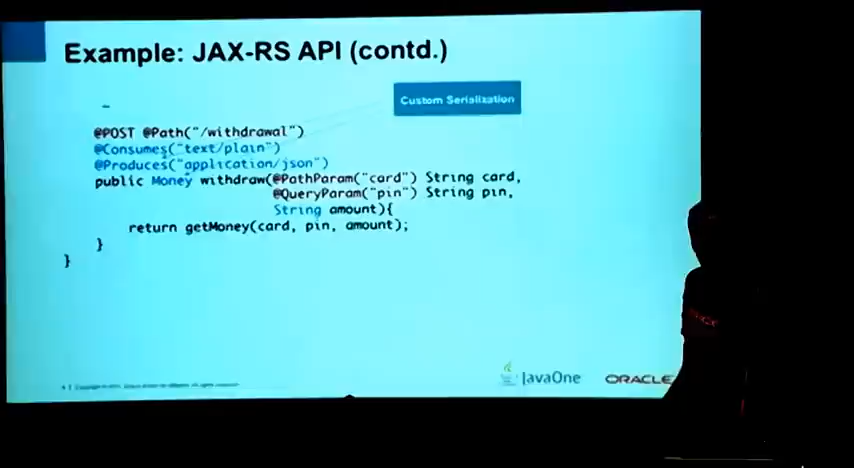 Example: JAX-RS API (contd.)
Custom Serialization
@POST @Path("/withdrawal")
@Consumes("text/plain")
@Produces("application/json")
public Money withdraw(@PathParam("card") String card,
@QueryParam("pin") String pin,
String amount){
return getMoney(card, pin, amount);
}
}
JavaOne
ORACLE